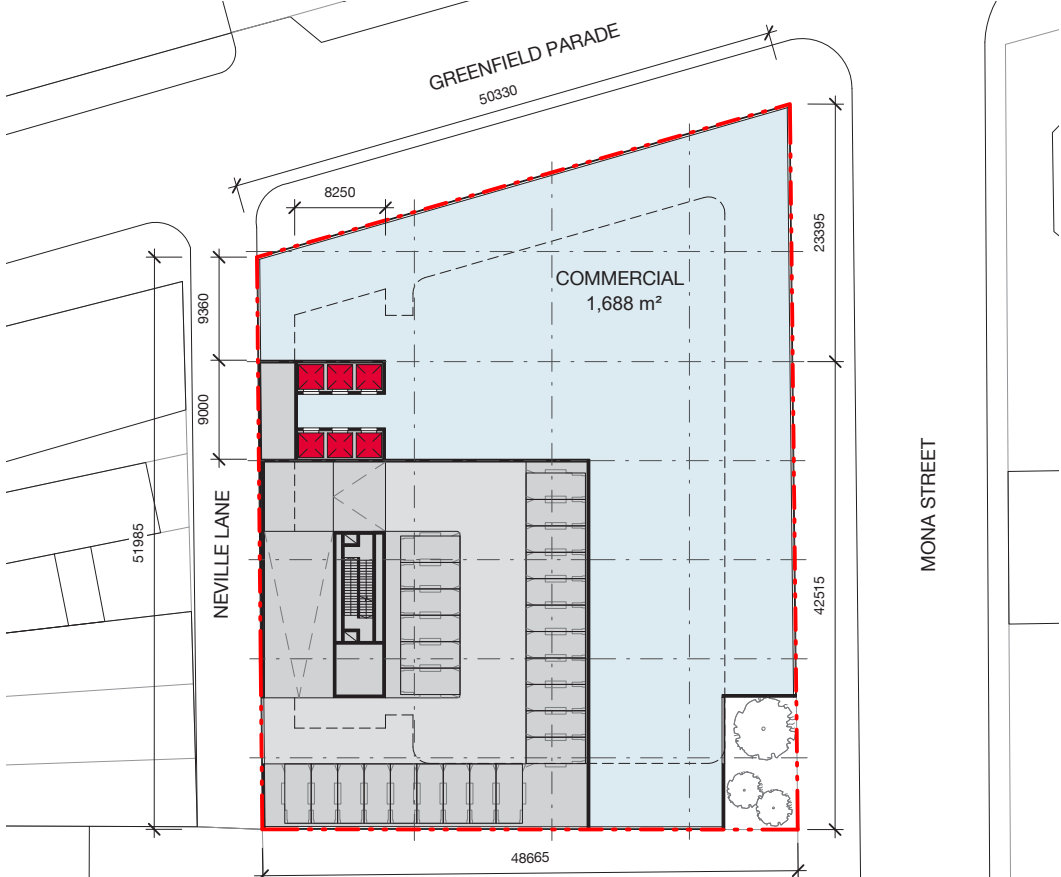 GREENFIELD PARADE
50330
8250
23395
COMMERCIAL
1,688 m²
9360
9000
NEVILLE LANE
51985
MONA STREET
42515
48665